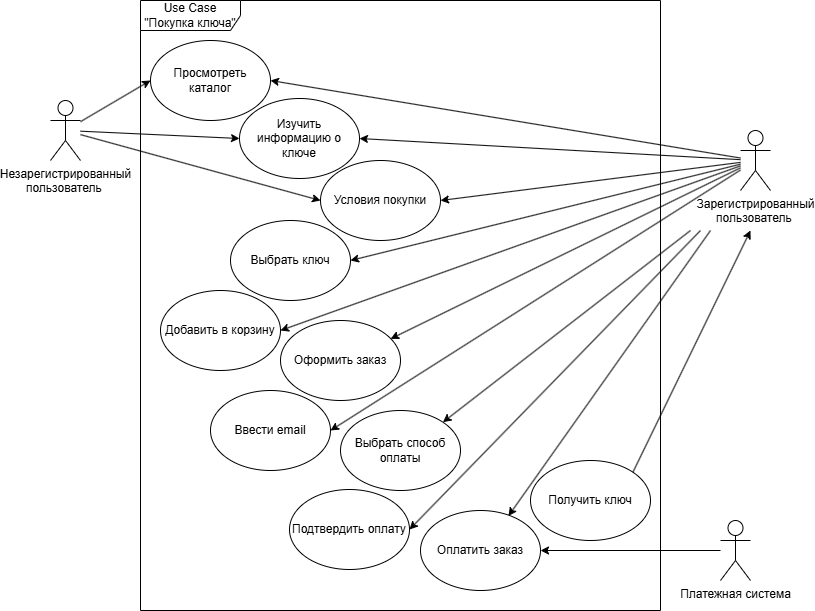 Use Case
"Покупка ключа"
Просмотреть
каталог
Изучить
информацию о
ключе
Незарегистрированный
пользователь
Условия покупки
Зарегистрированный
пользователь
Выбрать ключ
Добавить в корзину
Оформить заказ
Ввести email
Выбрать способ
оплаты
Получить ключ
Подтвердить оплату
Оплатить заказ
Платежная система